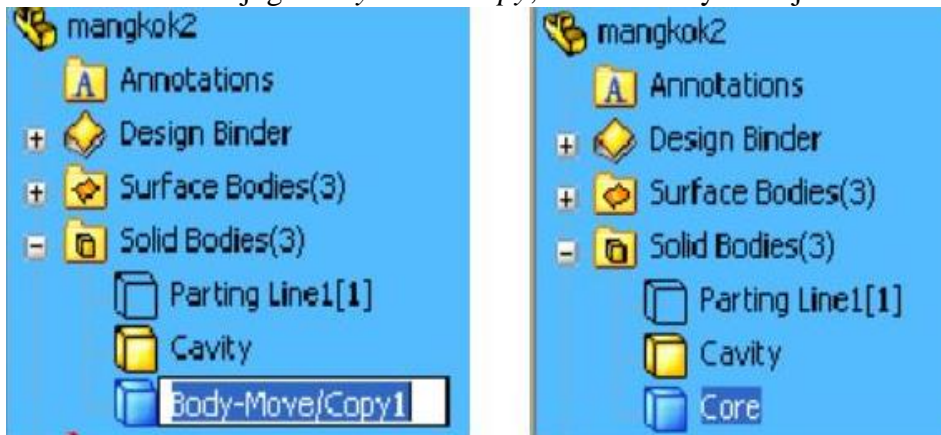 mangkok2
Annotations
Design Binder
Surface Bodies(3)
Solid Bodies(3)
Parting Line1[1]
Cavity
Body-Move/Copy1
mangkok2
Annotations
Design Binder
Surface Bodies(3)
Solid Bodies(3)
Parting Line1[1]
Cavity
Core